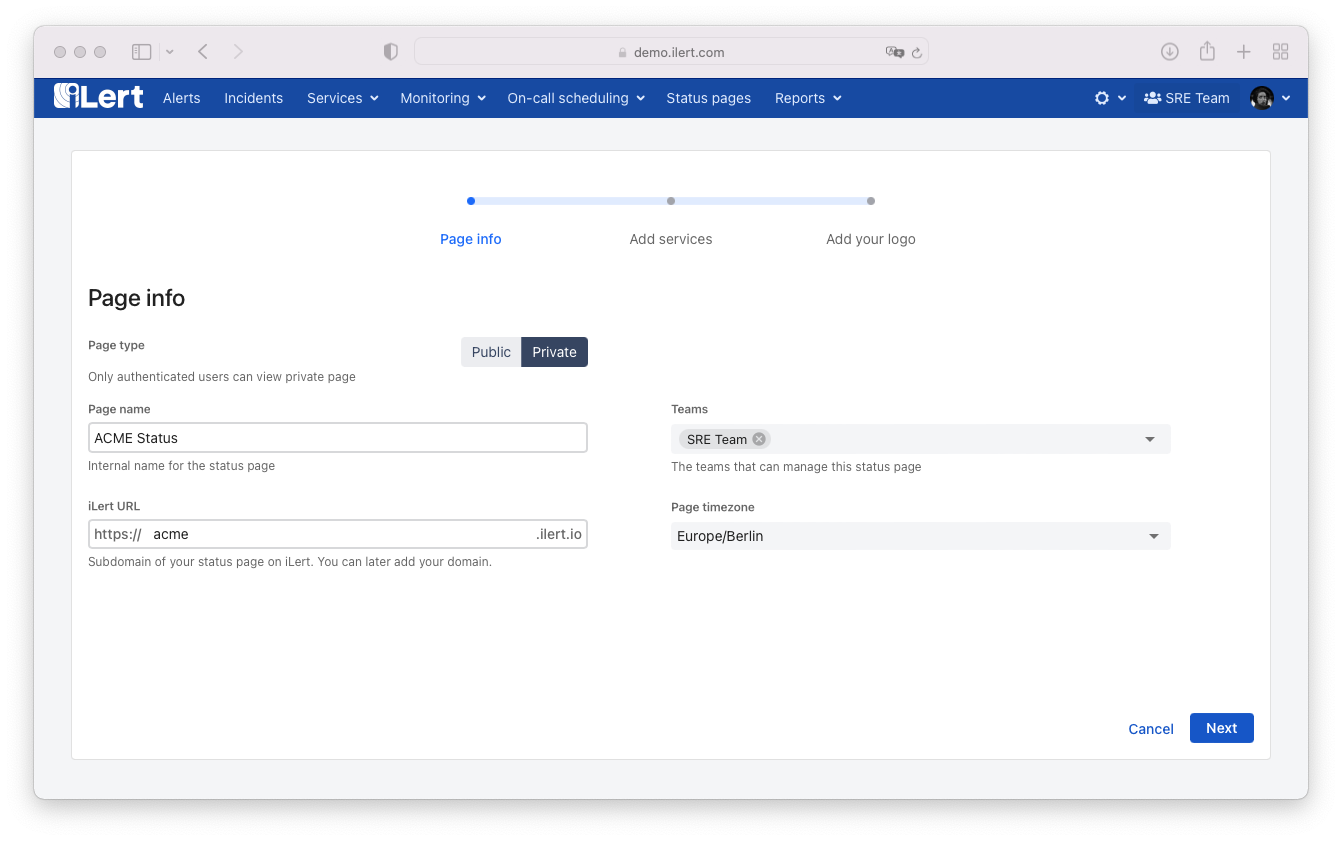 demo.ilert.com
iLert Alerts Incidents Services Monitoring On-call scheduling Status pages Reports SRE Team
Page info Add services Add your logo
Page info
Page type
Public Private
Only authenticated users can view private page
Page name
ACME Status
Internal name for the status page
Teams
SRE Team
The teams that can manage this status page
iLert URL
https:// acme .ilert.io
Subdomain of your status page on iLert. You can later add your domain.
Page timezone
Europe/Berlin
Cancel Next